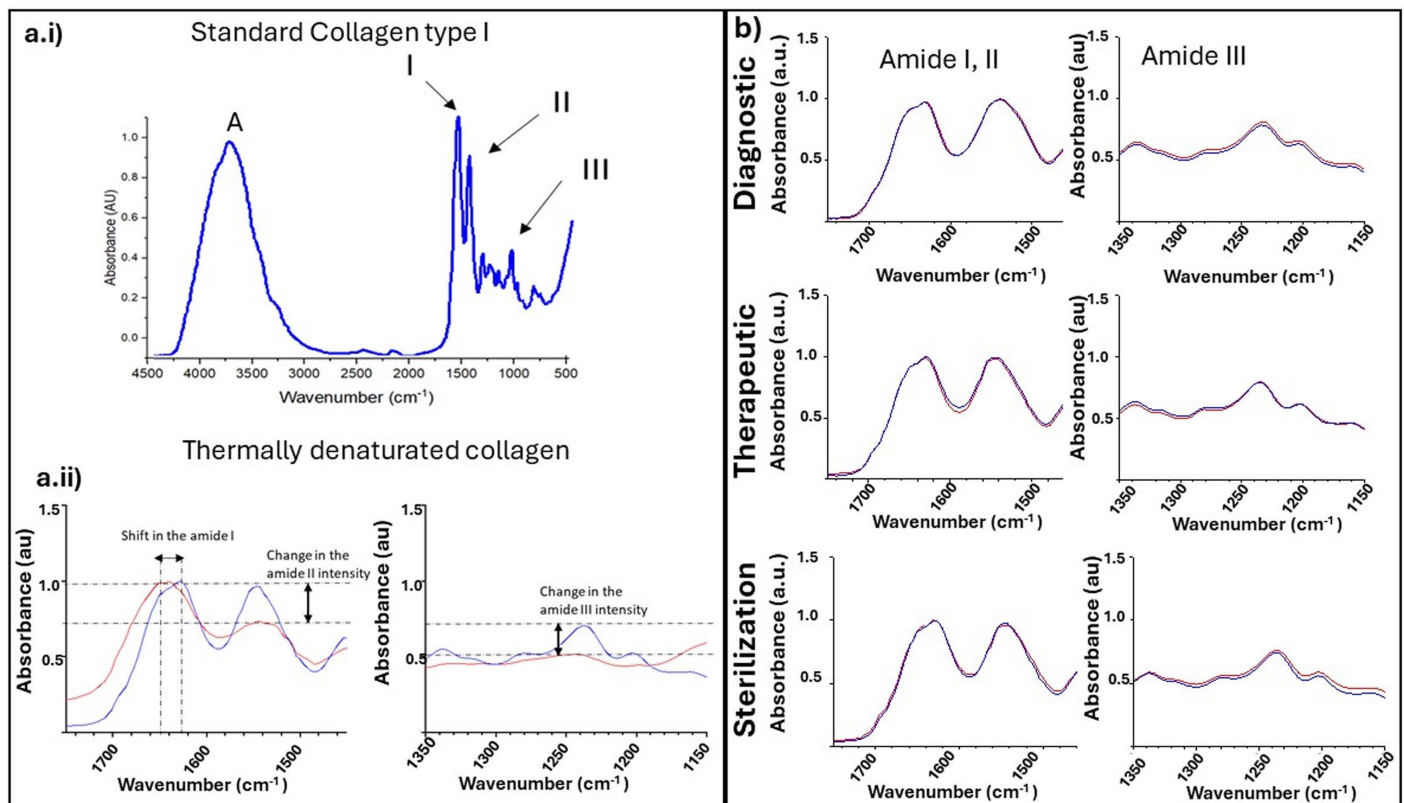 a.i)
Standard Collagen type I
I
II
III
A
Absorbance (AU)
1.0
0.8
0.6
0.4
0.2
0.0
4500 4000 3500 3000 2500 2000 1500 1000 500
Wavenumber (cm-1)
Thermally denaturated collagen
a.ii)
Absorbance (au)
1.5
1.0
0.5
Shift in the amide I
Change in the
amide II intensity
1700 1600 1500
Wavenumber (cm-1)
Absorbance (au)
1.5
1.0
0.5
Change in the
amide III intensity
1350 1300 1250 1200 1150
Wavenumber (cm-1)
b)
Diagnostic
Absorbance (a.u.)
1.5
1.0
0.5
Amide I, II
1700 1600 1500
Wavenumber (cm-1)
Absorbance (au)
1.5
1.0
0.5
Amide III
1350 1300 1250 1200 1150
Wavenumber (cm-1)
Therapeutic
Absorbance (a.u.)
1.5
1.0
0.5
1700 1600 1500
Wavenumber (cm-1)
Absorbance (au)
1.5
1.0
0.5
1350 1300 1250 1200 1150
Wavenumber (cm-1)
Sterilization
Absorbance (a.u.)
1.5
1.0
0.5
1700 1600 1500
Wavenumber (cm-1)
Absorbance (au)
1.5
1.0
0.5
1350 1300 1250 1200 1150
Wavenumber (cm-1)